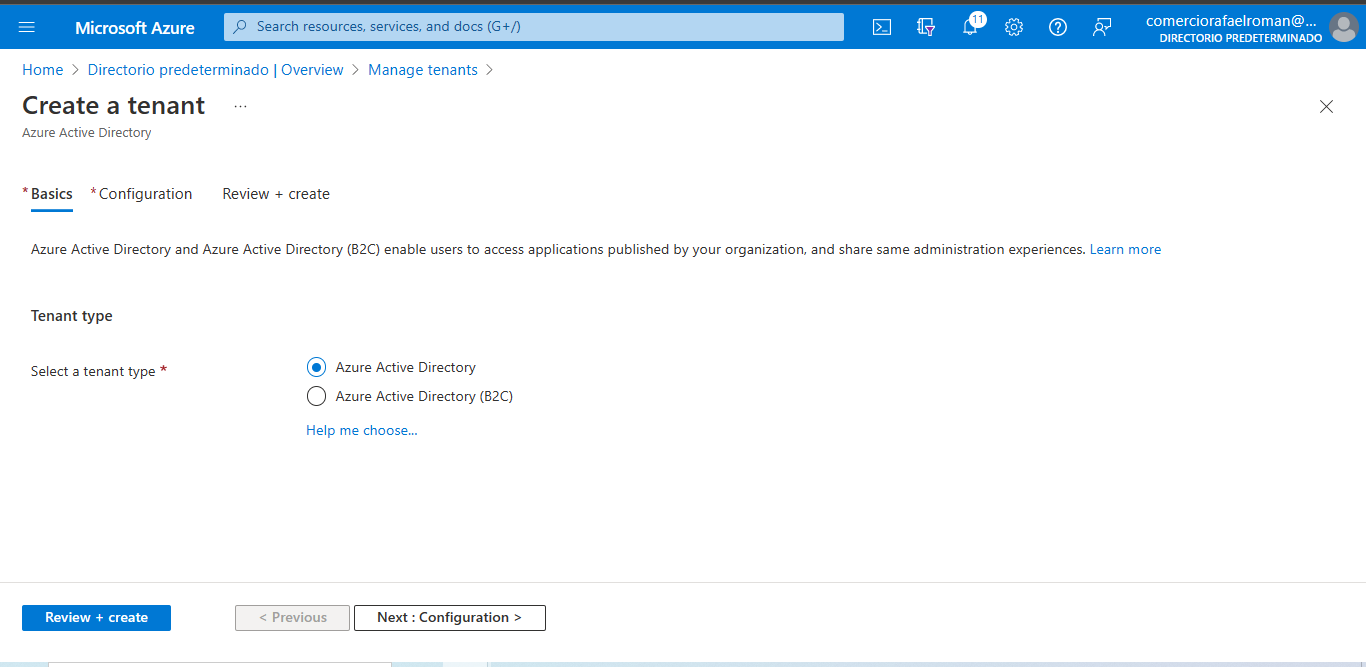 Microsoft Azure
Search resources, services, and docs (G+/)
11
comerciorafaelroman@...
DIRECTORIO PREDETERMINADO
Home > Directorio predeterminado | Overview > Manage tenants >
Create a tenant ...
Azure Active Directory
* Basics * Configuration Review + create
Azure Active Directory and Azure Active Directory (B2C) enable users to access applications published by your organization, and share same administration experiences. Learn more
Tenant type
Select a tenant type *
Azure Active Directory
Azure Active Directory (B2C)
Help me choose...
Review + create < Previous Next : Configuration >